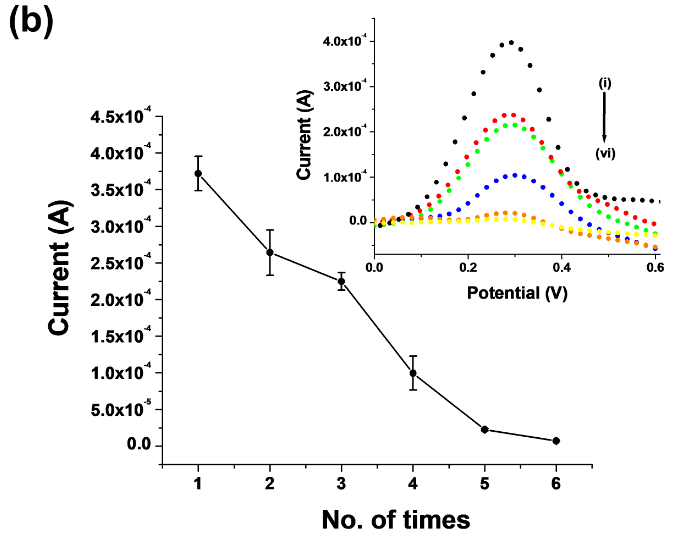 (b)
4.0x10⁻⁴
3.0x10⁻⁴
2.0x10⁻⁴
1.0x10⁻⁴
0.0
Current (A)
(i)
(vi)
0.0 0.2 0.4 0.6
Potential (V)
4.5x10⁻⁴
4.0x10⁻⁴
3.5x10⁻⁴
3.0x10⁻⁴
2.5x10⁻⁴
2.0x10⁻⁴
1.5x10⁻⁴
1.0x10⁻⁴
5.0x10⁻⁵
0.0
Current (A)
1 2 3 4 5 6
No. of times